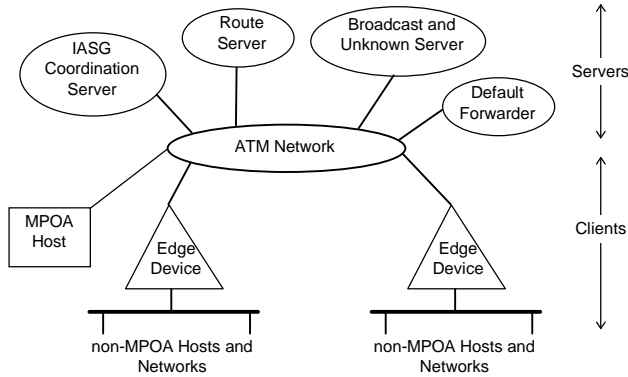 IASG
Coordination
Server
Route
Server
Broadcast and
Unknown Server
Servers
Default
Forwarder
ATM Network
MPOA
Host
Edge
Device
Edge
Device
Clients
non-MPOA Hosts and
Networks
non-MPOA Hosts and
Networks